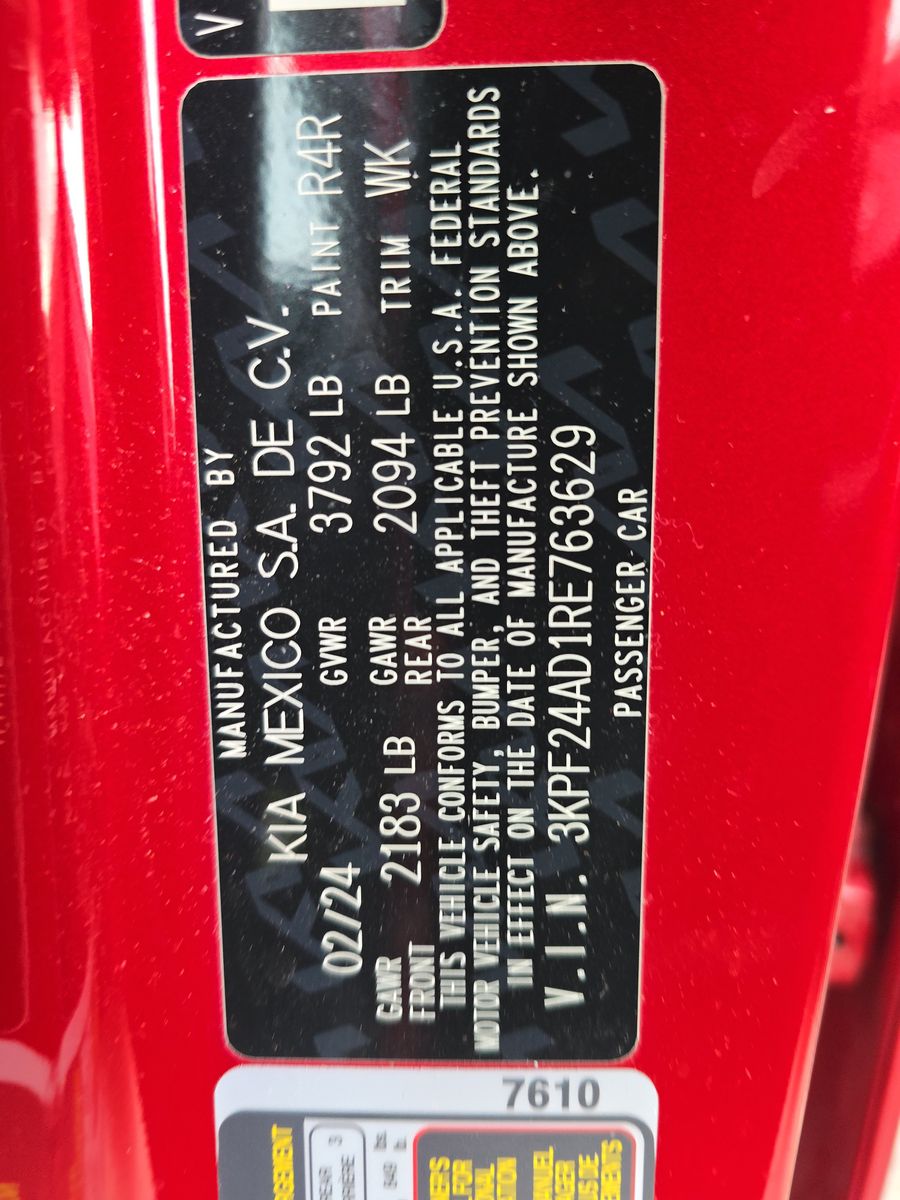 V
MANUFACTURED BY
KIA MEXICO S.A. DE C.V.
02/24 GVWR 3792 LB PAINT R4R
GAWR FRONT 2183 LB GAWR REAR 2094 LB TRIM WK
THIS VEHICLE CONFORMS TO ALL APPLICABLE U.S.A. FEDERAL
MOTOR VEHICLE SAFETY, BUMPER, AND THEFT PREVENTION STANDARDS
IN EFFECT ON THE DATE OF MANUFACTURE SHOWN ABOVE.
V.I.N. 3KPF24AD1RE763629
PASSENGER CAR
7610